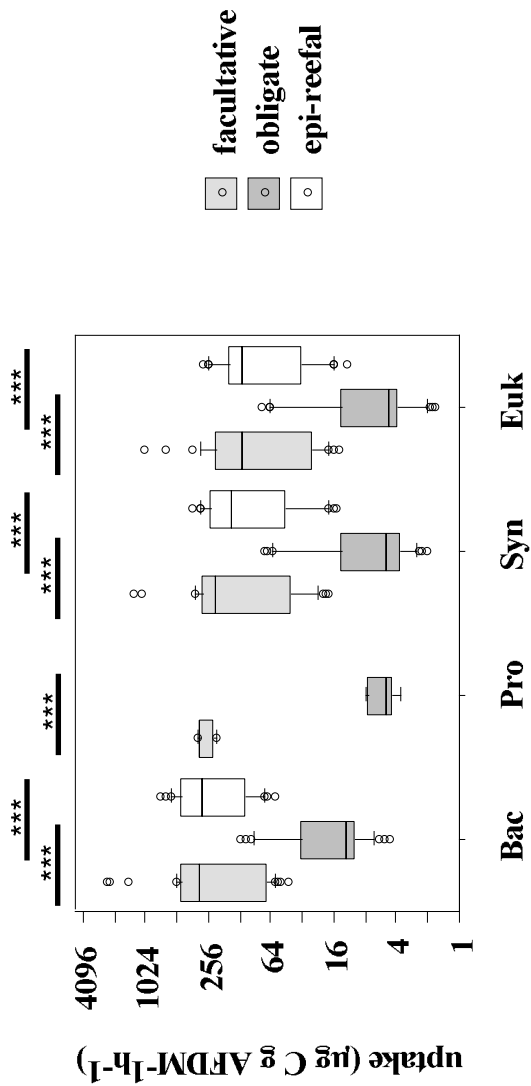 uptake (µg C g AFDM-1h-1)
4096
1024
256
64
16
4
1
***
***
***
***
***
***
***
Bac
Pro
Syn
Euk
facultative
obligate
epi-reefal